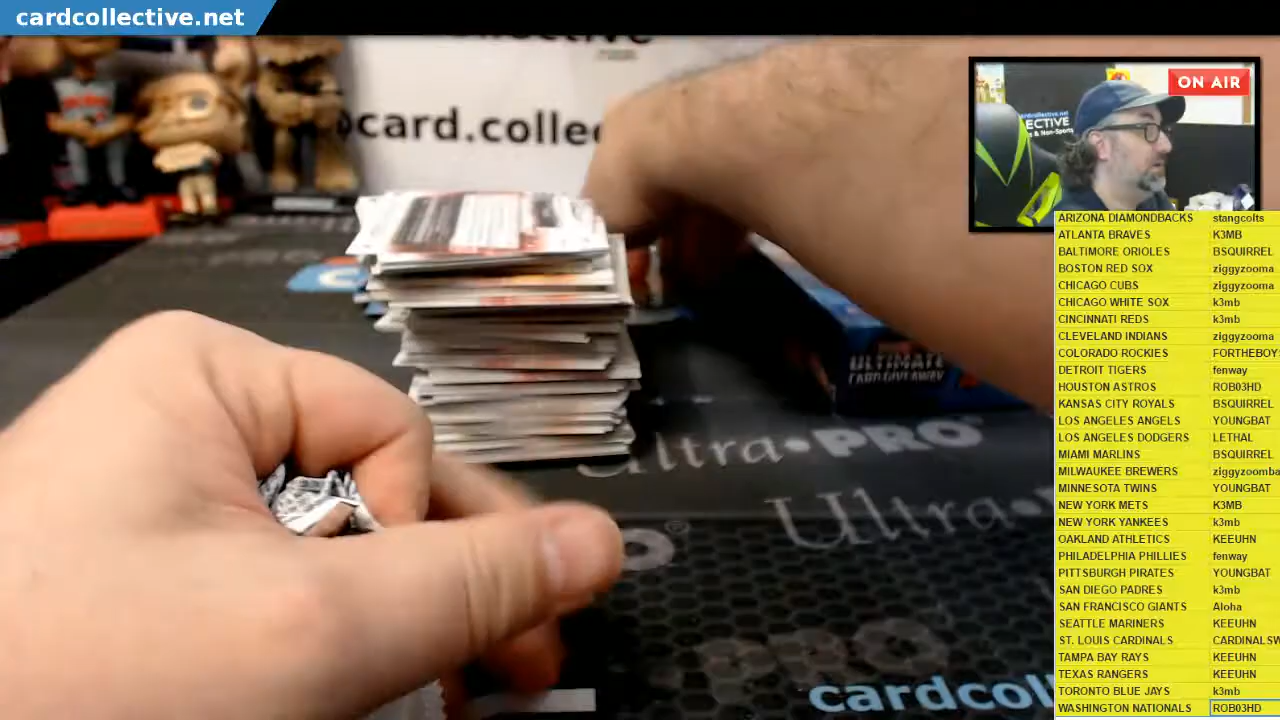 cardcollective.net
card.collec
ON AIR
ECTIVE
ARIZONA DIAMONDBACKS stangcolts
ATLANTA BRAVES K3MB
BALTIMORE ORIOLES BSQUIRREL
BOSTON RED SOX ziggyzooma
CHICAGO CUBS ziggyzooma
CHICAGO WHITE SOX k3mb
CINCINNATI REDS k3mb
CLEVELAND INDIANS ziggyzooma
COLORADO ROCKIES FORTHEBOY
DETROIT TIGERS fenway
HOUSTON ASTROS ROB03HD
KANSAS CITY ROYALS BSQUIRREL
LOS ANGELES ANGELS YOUNGBAT
LOS ANGELES DODGERS LETHAL
MIAMI MARLINS BSQUIRREL
MILWAUKEE BREWERS ziggyzoomba
MINNESOTA TWINS YOUNGBAT
NEW YORK METS K3MB
NEW YORK YANKEES k3mb
OAKLAND ATHLETICS KEEUHN
PHILADELPHIA PHILLIES fenway
PITTSBURGH PIRATES YOUNGBAT
SAN DIEGO PADRES k3mb
SAN FRANCISCO GIANTS Aloha
SEATTLE MARINERS KEEUHN
ST. LOUIS CARDINALS CARDINALSW
TAMPA BAY RAYS KEEUHN
TEXAS RANGERS KEEUHN
TORONTO BLUE JAYS k3mb
WASHINGTON NATIONALS ROB03HD
ULTIMATE
CARD GIVEAWAY
Ultra PRO
Ultra
PRO
cardcol